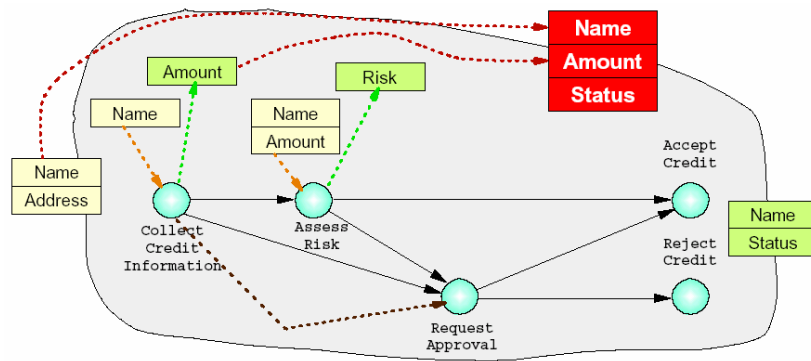 Name
Amount
Status
Amount
Risk
Name
Name
Amount
Name
Address
Accept
Credit
Name
Status
Collect
Credit
Information
Assess
Risk
Reject
Credit
Request
Approval